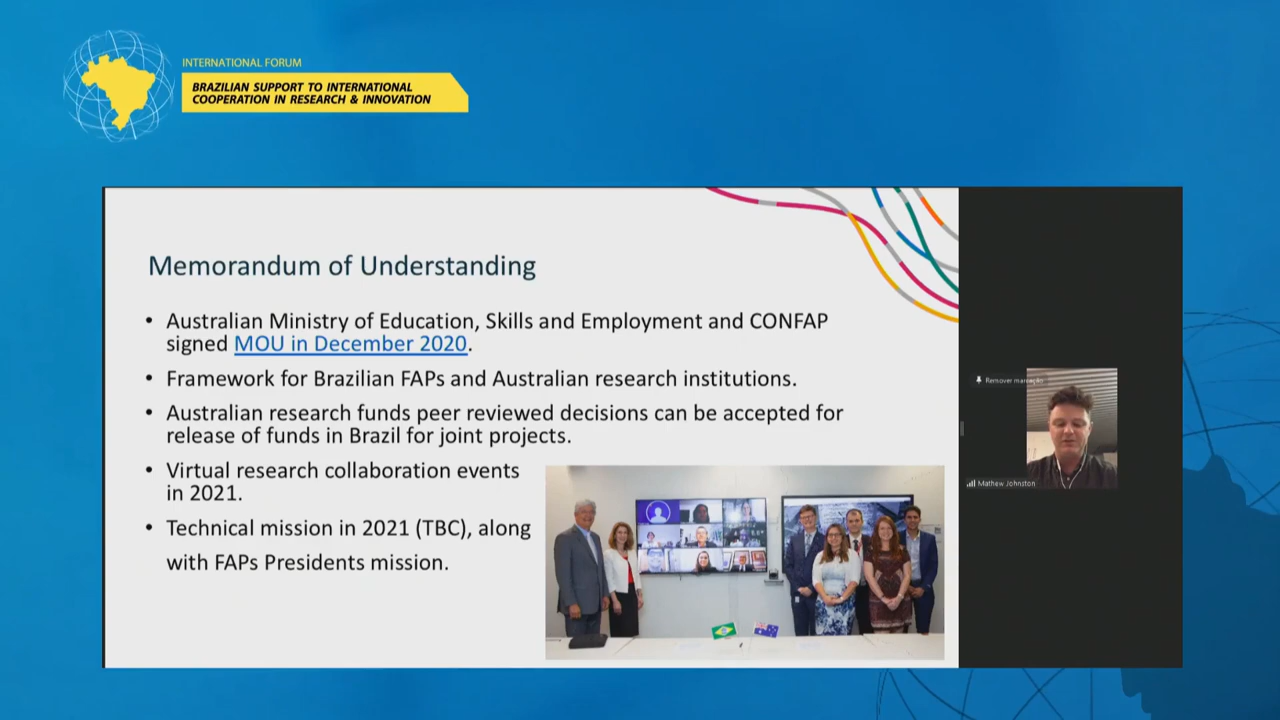 INTERNATIONAL FORUM
BRAZILIAN SUPPORT TO INTERNATIONAL
COOPERATION IN RESEARCH & INNOVATION
Memorandum of Understanding
• Australian Ministry of Education, Skills and Employment and CONFAP
signed MOU in December 2020.
• Framework for Brazilian FAPs and Australian research institutions.
• Australian research funds peer reviewed decisions can be accepted for
release of funds in Brazil for joint projects.
• Virtual research collaboration events
in 2021.
• Technical mission in 2021 (TBC), along
with FAPs Presidents mission.
Remover marcação
Mathew Johnston